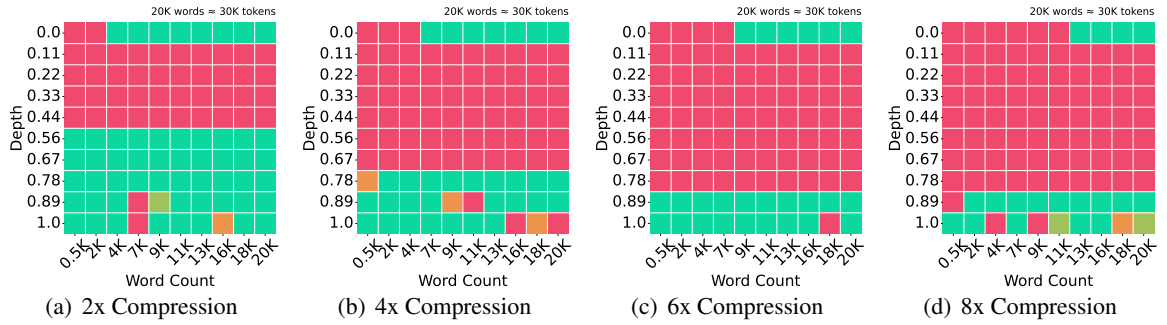 20K words ≈ 30K tokens
0.0
0.11
0.22
0.33
0.44
0.56
0.67
0.78
0.89
1.0
Depth
0.5K 2K 4K 7K 9K 11K 13K 16K 18K 20K
Word Count
(a) 2x Compression
20K words ≈ 30K tokens
0.0
0.11
0.22
0.33
0.44
0.56
0.67
0.78
0.89
1.0
Depth
0.5K 2K 4K 7K 9K 11K 13K 16K 18K 20K
Word Count
(b) 4x Compression
20K words ≈ 30K tokens
0.0
0.11
0.22
0.33
0.44
0.56
0.67
0.78
0.89
1.0
Depth
0.5K 2K 4K 7K 9K 11K 13K 16K 18K 20K
Word Count
(c) 6x Compression
20K words ≈ 30K tokens
0.0
0.11
0.22
0.33
0.44
0.56
0.67
0.78
0.89
1.0
Depth
0.5K 2K 4K 7K 9K 11K 13K 16K 18K 20K
Word Count
(d) 8x Compression